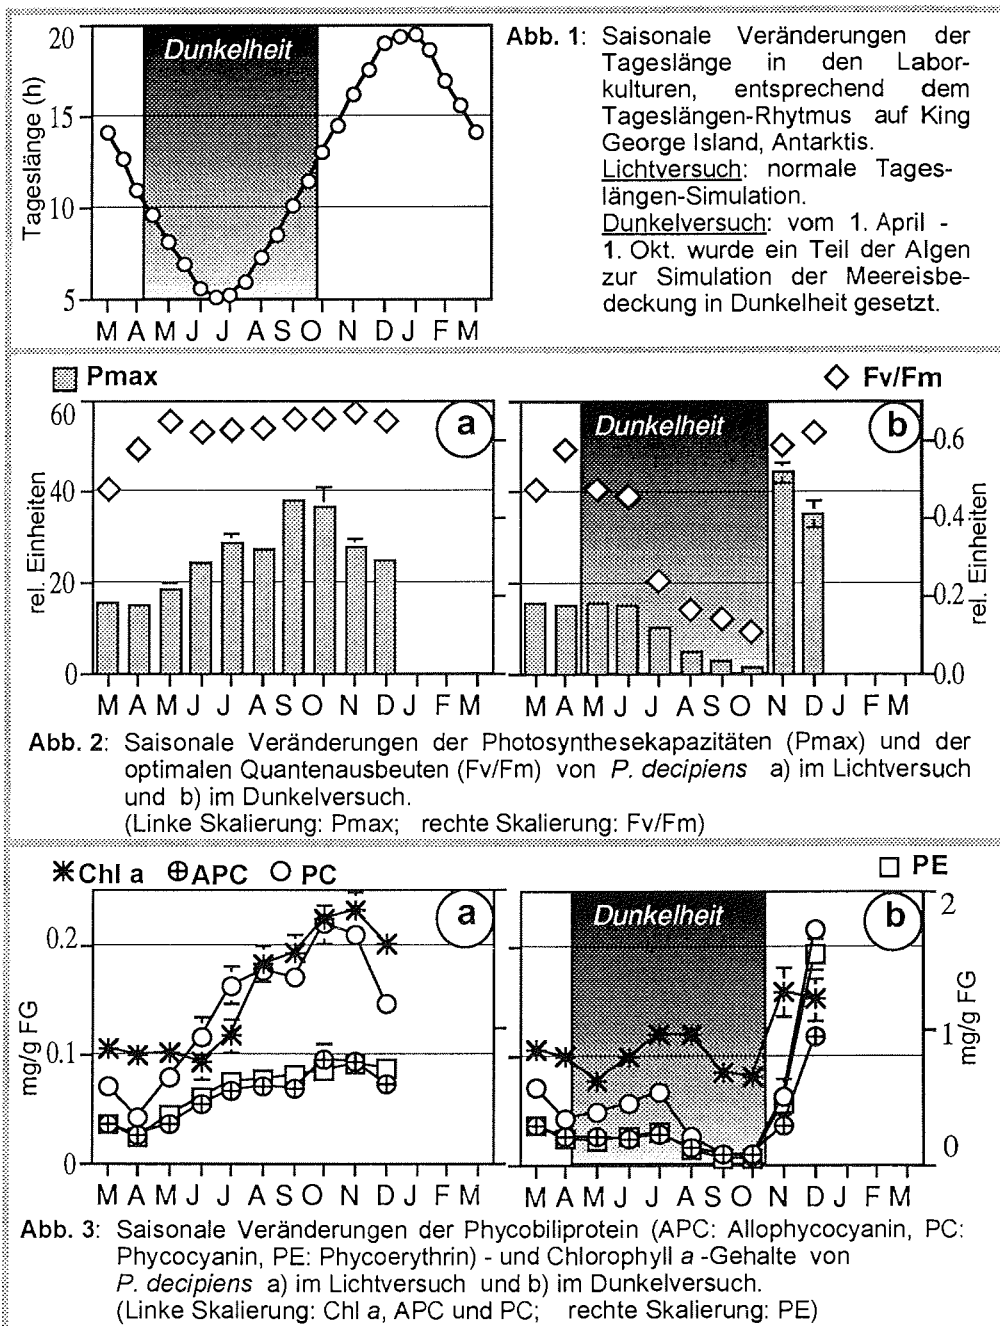 20
15
10
5
Tageslänge (h)
Dunkelheit
M A M J J A S O N D J F M
Abb. 1: Saisonale Veränderungen der
Tageslänge in den Labor-
kulturen, entsprechend dem
Tageslängen-Rhytmus auf King
George Island, Antarktis.
Lichtversuch: normale Tages-
längen-Simulation.
Dunkelversuch: vom 1. April -
1. Okt. wurde ein Teil der Algen
zur Simulation der Meereisbe-
deckung in Dunkelheit gesetzt.
Pmax
Fv/Fm
60
40
20
0
rel. Einheiten
a
M A M J J A S O N D J F M
Dunkelheit
b
0.6
0.4
0.2
0.0
rel. Einheiten
M A M J J A S O N D J F M
Abb. 2: Saisonale Veränderungen der Photosynthesekapazitäten (Pmax) und der
optimalen Quantenausbeuten (Fv/Fm) von P. decipiens a) im Lichtversuch
und b) im Dunkelversuch.
(Linke Skalierung: Pmax; rechte Skalierung: Fv/Fm)
Chl a APC PC
PE
0.2
0.1
0
mg/g FG
a
M A M J J A S O N D J F M
Dunkelheit
b
2
1
0
mg/g FG
M A M J J A S O N D J F M
Abb. 3: Saisonale Veränderungen der Phycobiliprotein (APC: Allophycocyanin, PC:
Phycocyanin, PE: Phycoerythrin) - und Chlorophyll a -Gehalte von
P. decipiens a) im Lichtversuch und b) im Dunkelversuch.
(Linke Skalierung: Chl a, APC und PC; rechte Skalierung: PE)